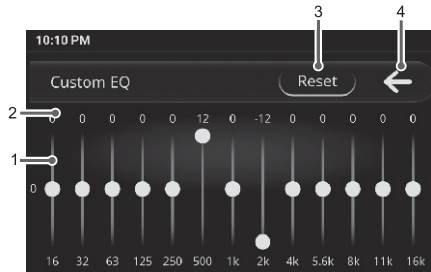 3 4
10:10 PM
Custom EQ Reset
2 0 0 0 0 0 12 0 -12 0 0 0 0 0
1
0
16 32 63 125 250 500 1k 2k 4k 5.6k 8k 11k 16k